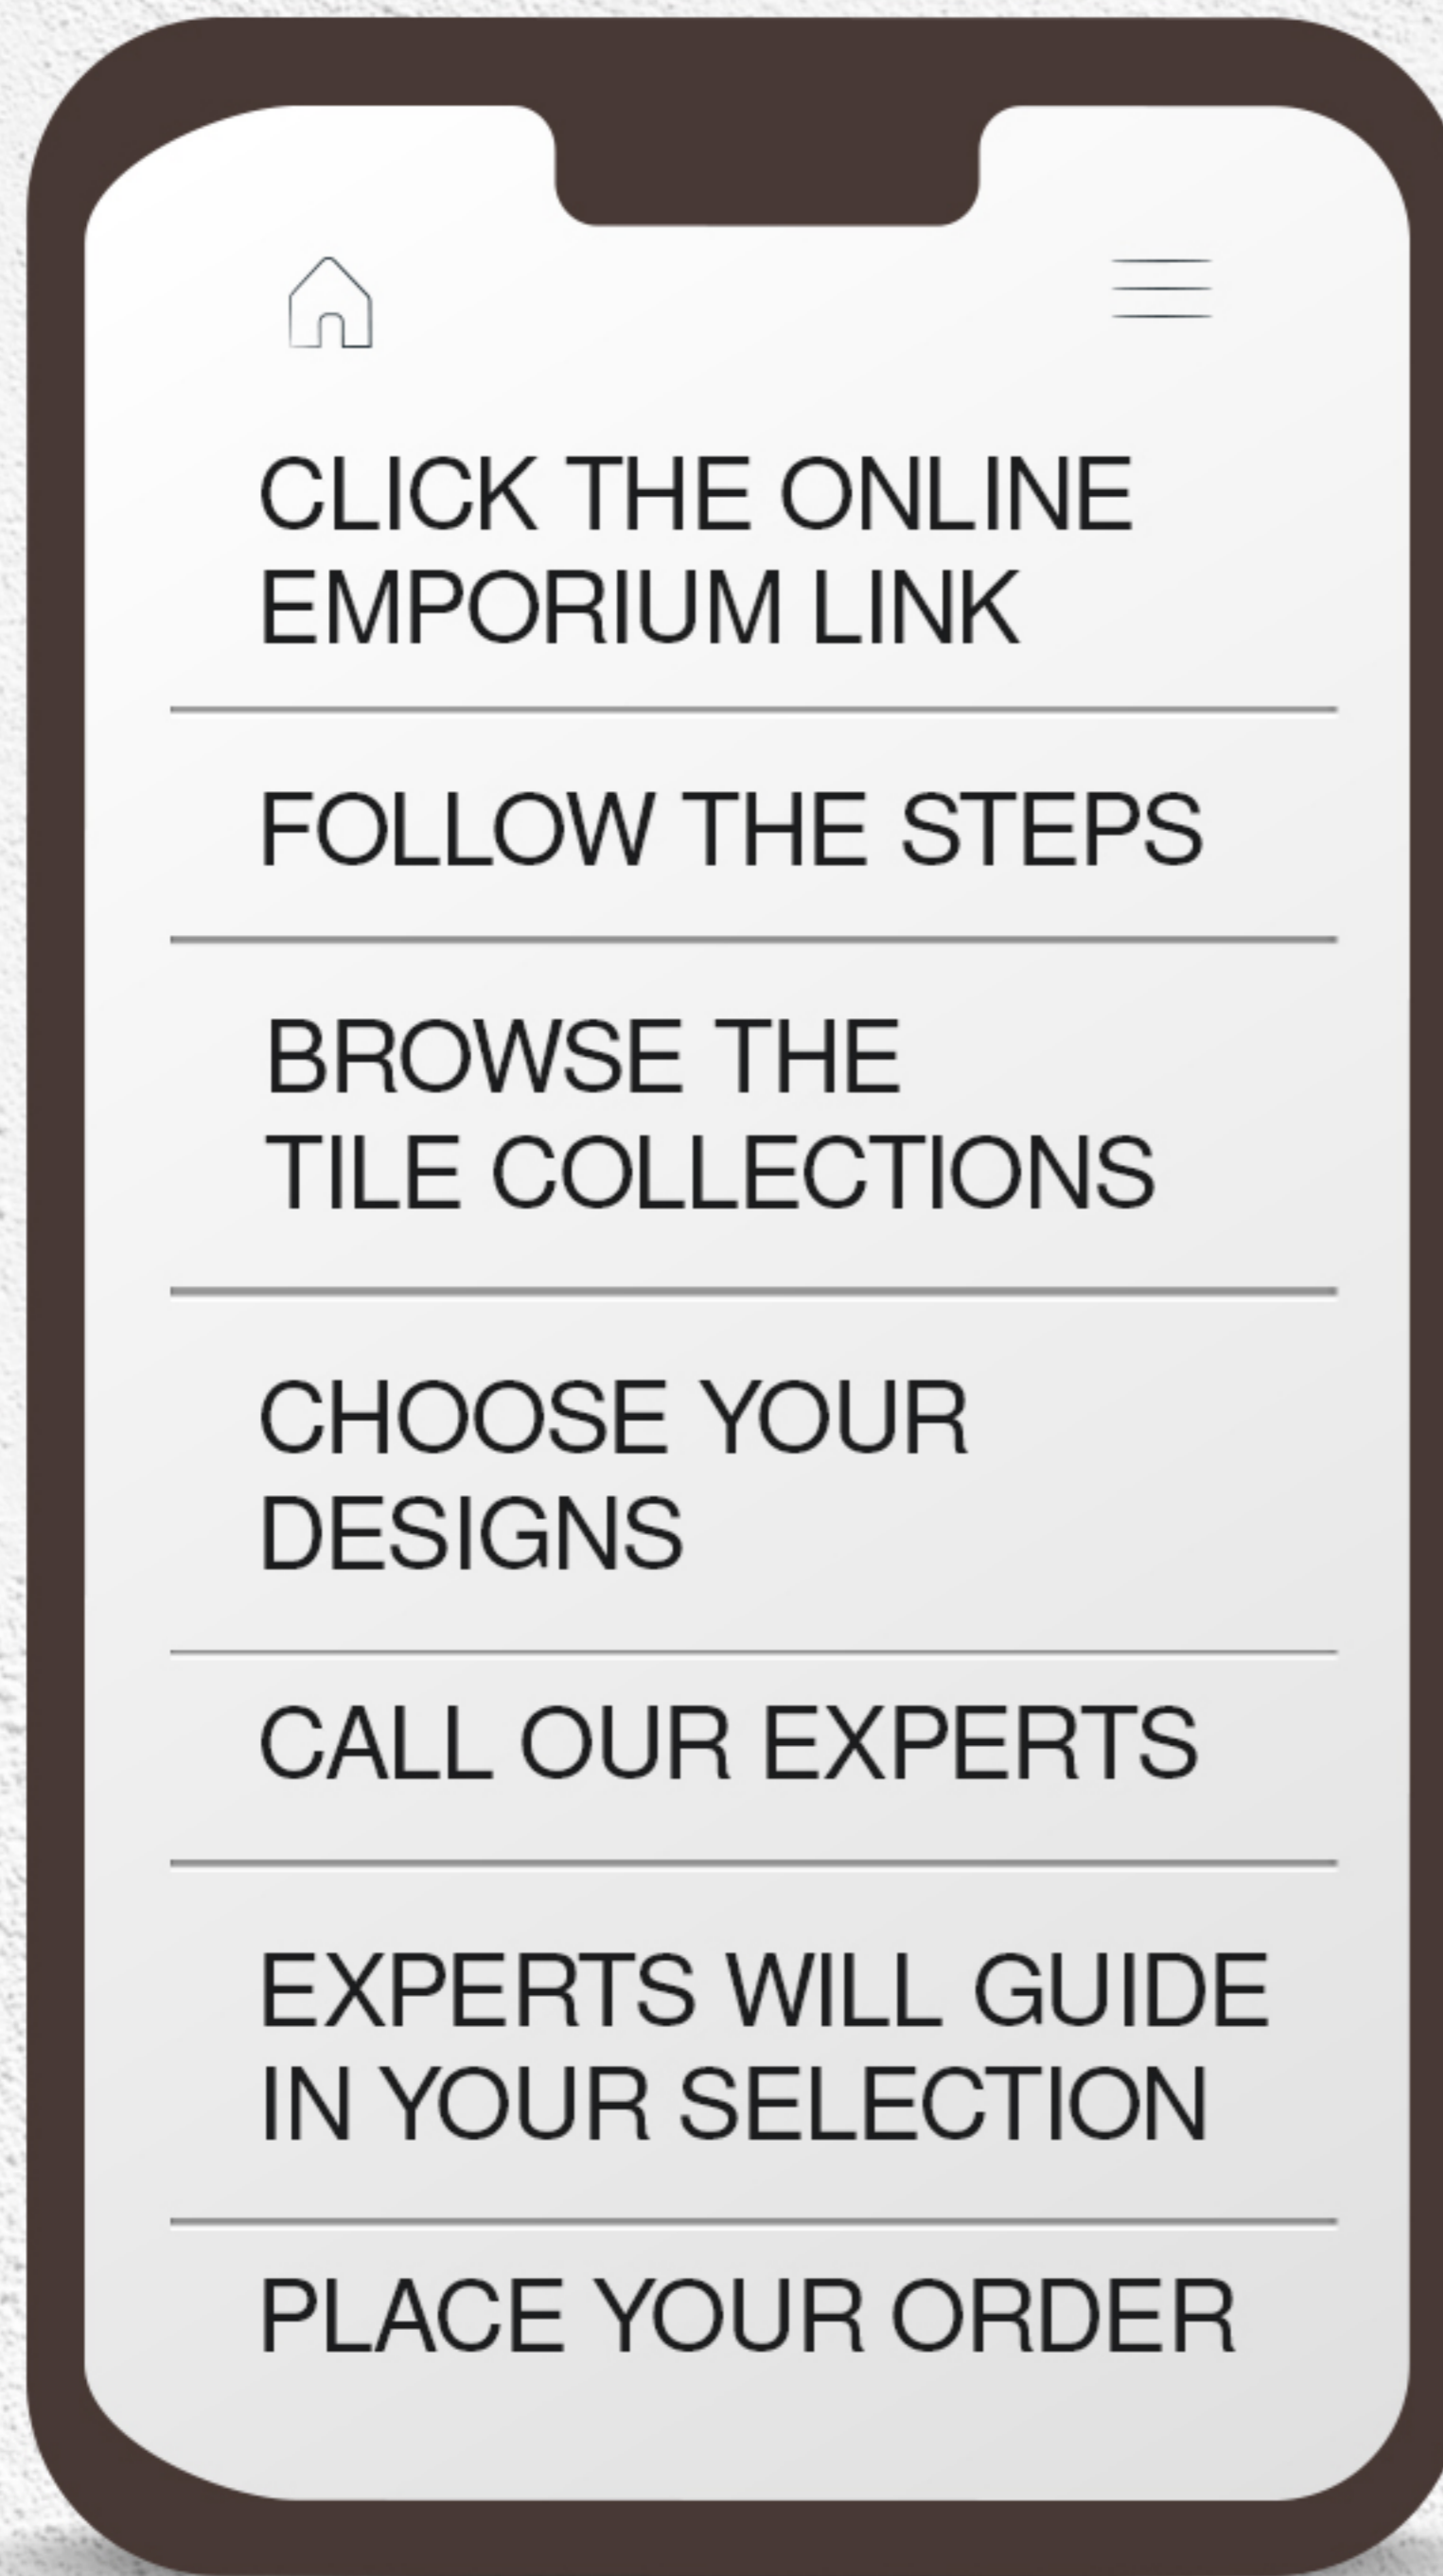 CLICK THE ONLINE
EMPORIUM LINK
FOLLOW THE STEPS
BROWSE THE
TILE COLLECTIONS
CHOOSE YOUR
DESIGNS
CALL OUR EXPERTS
EXPERTS WILL GUIDE
IN YOUR SELECTION
PLACE YOUR ORDER